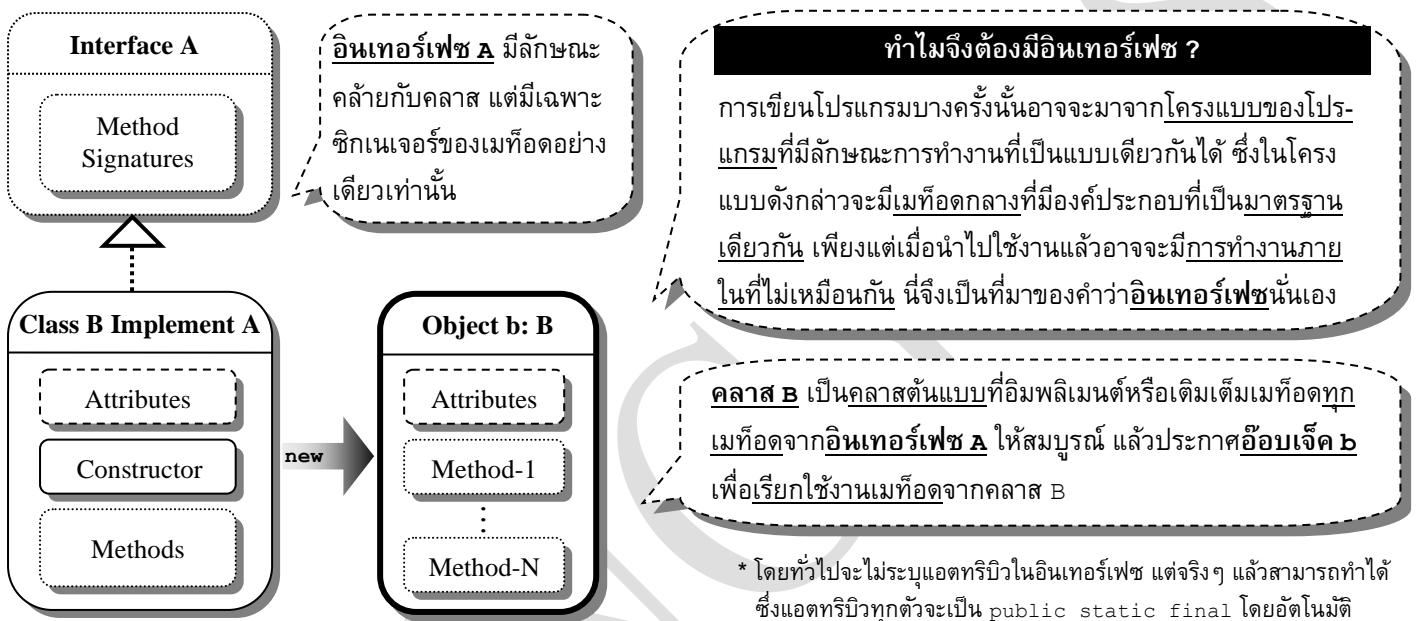 Interface A
Method
Signatures
อินเทอร์เฟซ A มีลักษณะ
คล้ายกับคลาส แต่มีเฉพาะ
ซิกเนเจอร์ของเมท็อดอย่าง
เดียวเท่านั้น
ทำไมจึงต้องมีอินเทอร์เฟซ ?
การเขียนโปรแกรมบางครั้งนั้นอาจจะมาจากโครงแบบของโปร-
แกรมที่มีลักษณะการทำงานที่เป็นแบบเดียวกันได้ ซึ่งในโครง
แบบดังกล่าวจะมีเมท็อดกลางที่มีองค์ประกอบที่เป็นมาตรฐาน
เดียวกัน เพียงแต่เมื่อนำไปใช้งานแล้วอาจจะมีการทำงานภาย
ในที่ไม่เหมือนกัน นี่จึงเป็นที่มาของคำว่าอินเทอร์เฟซนั่นเอง
Class B Implement A
Attributes
Constructor
Methods
new
Object b: B
Attributes
Method-1
⋮
Method-N
คลาส B เป็นคลาสต้นแบบที่อิมพลิเมนต์หรือเติมเต็มเมท็อดทุก
เมท็อดจากอินเทอร์เฟซ A ให้สมบูรณ์ แล้วประกาศอ๊อบเจ็ค b
เพื่อเรียกใช้งานเมท็อดจากคลาส B
* โดยทั่วไปจะไม่ระบุแอตทริบิวในอินเทอร์เฟซ แต่จริงๆ แล้วสามารถทำได้
ซึ่งแอตทริบิวทุกตัวจะเป็น public static final โดยอัตโนมัติ